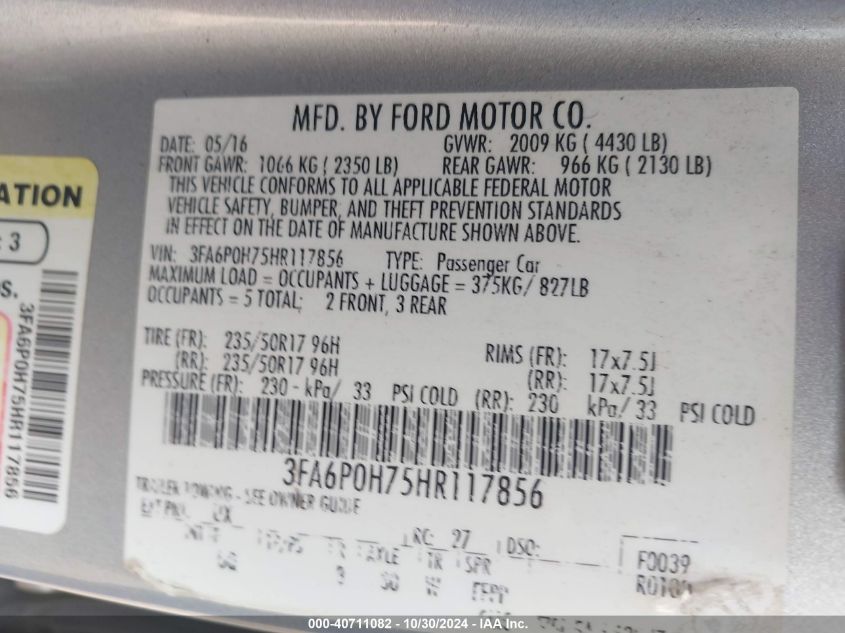 MFD. BY FORD MOTOR CO.
DATE: 05/16 GVWR: 2009 KG ( 4430 LB)
FRONT GAWR: 1066 KG ( 2350 LB) REAR GAWR: 966 KG ( 2130 LB)
THIS VEHICLE CONFORMS TO ALL APPLICABLE FEDERAL MOTOR
VEHICLE SAFETY, BUMPER, AND THEFT PREVENTION STANDARDS
IN EFFECT ON THE DATE OF MANUFACTURE SHOWN ABOVE.
VIN: 3FA6P0H75HR117856 TYPE: Passenger Car
MAXIMUM LOAD = OCCUPANTS + LUGGAGE = 375KG/ 827LB
OCCUPANTS = 5 TOTAL; 2 FRONT, 3 REAR
TIRE (FR): 235/50R17 96H RIMS (FR): 17x7.5J
(RR): 235/50R17 96H (RR): 17x7.5J
PRESSURE (FR): 230 - kPa/ 33 PSI COLD (RR): 230 kPa/ 33 PSI COLD
3FA6P0H75HR117856
TRAILER TOWING - SEE OWNER GUIDE
EXT PNT: UX RC: 27 DSO: F0039
AXLE TR SPR R0100
ATION
: 3
3FA6P0H75HR117856
000-40711082 - 10/30/2024 - IAA Inc.